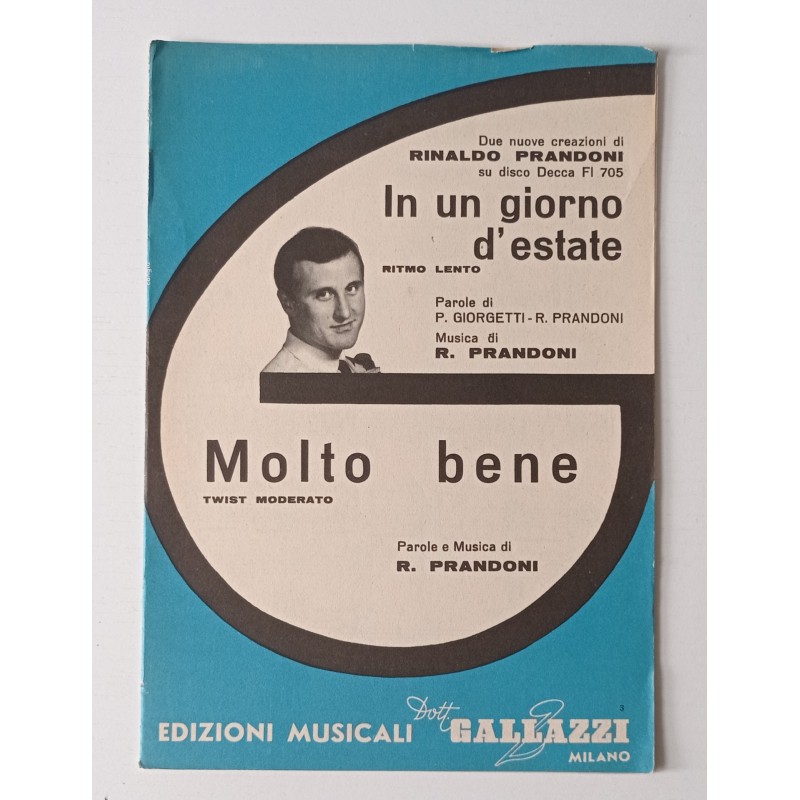 Due nuove creazioni di
RINALDO PRANDONI
su disco Decca FI 705
In un giorno
d'estate
RITMO LENTO
Parole di
P. GIORGETTI - R. PRANDONI
Musica di
R. PRANDONI
Molto bene
TWIST MODERATO
Parole e Musica di
R. PRANDONI
3
EDIZIONI MUSICALI Dott GALLAZZI
MILANO